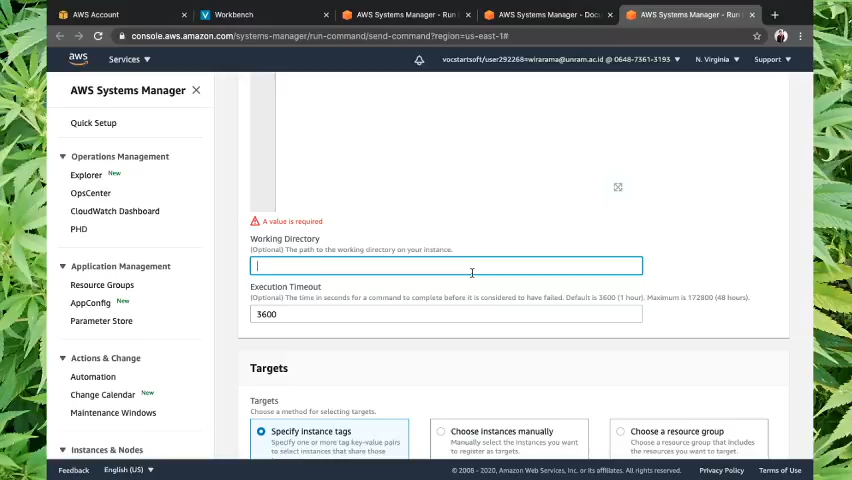 AWS Account
Workbench
AWS Systems Manager - Run
AWS Systems Manager - Docu
AWS Systems Manager - Run
console.aws.amazon.com/systems-manager/run-command/send-command?region=us-east-1#
aws
Services
vocstartsoft/user292268=wirarama@unram.ac.id @ 0648-7361-3193
N. Virginia
Support
AWS Systems Manager
Quick Setup
Operations Management
Explorer New
OpsCenter
CloudWatch Dashboard
PHD
Application Management
Resource Groups
AppConfig New
Parameter Store
Actions & Change
Automation
Change Calendar New
Maintenance Windows
Instances & Nodes
A value is required
Working Directory
(Optional) The path to the working directory on your instance.
Execution Timeout
(Optional) The time in seconds for a command to complete before it is considered to have failed. Default is 3600 (1 hour). Maximum is 172800 (48 hours).
3600
Targets
Targets
Choose a method for selecting targets.
Specify instance tags
Specify one or more tag key-value pairs
to select instances that share those
Choose instances manually
Manually select the instances you want
to register as targets.
Choose a resource group
Choose a resource group that includes
the resources you want to target.
Feedback
English (US)
© 2008 - 2020, Amazon Web Services, Inc. or its affiliates. All rights reserved.
Privacy Policy
Terms of Use